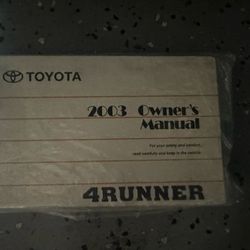 TOYOTA
2003 Owner's
Manual
For your safety and comfort,
read carefully and keep in the vehicle.
4RUNNER